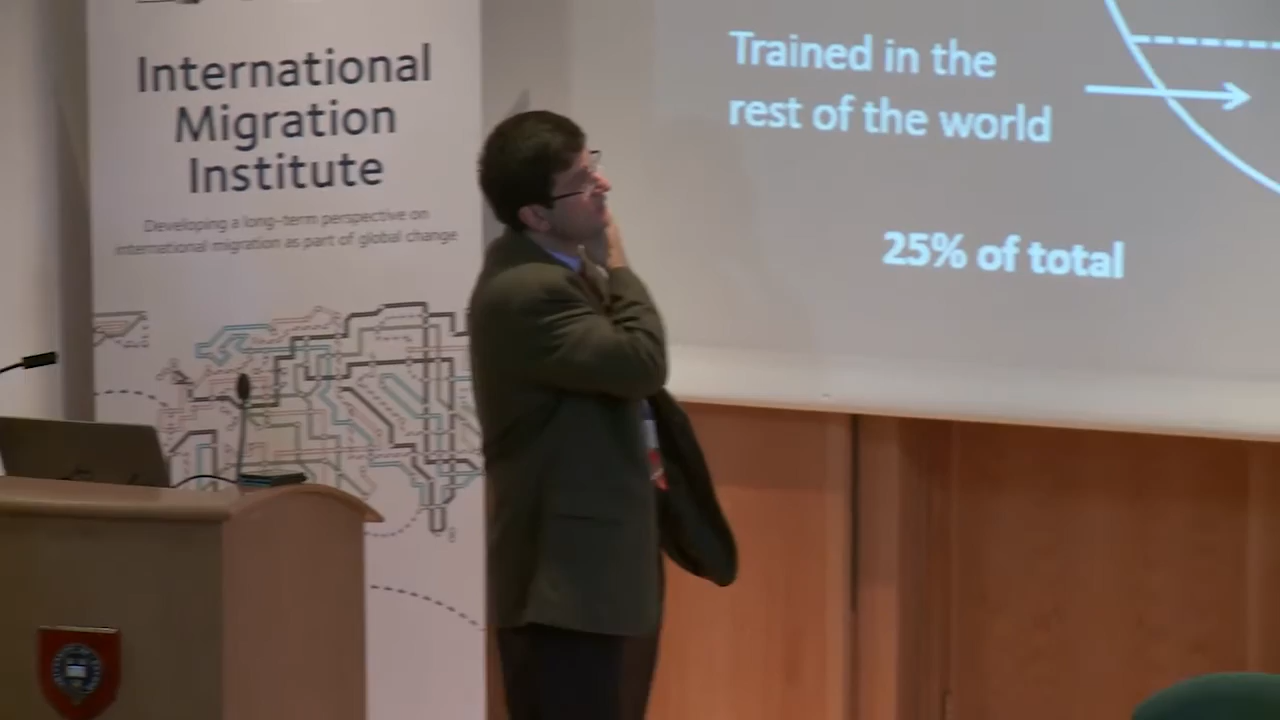 International
Migration
Institute
Developing a long-term perspective on
international migration as part of global change
Trained in the
rest of the world
25% of total